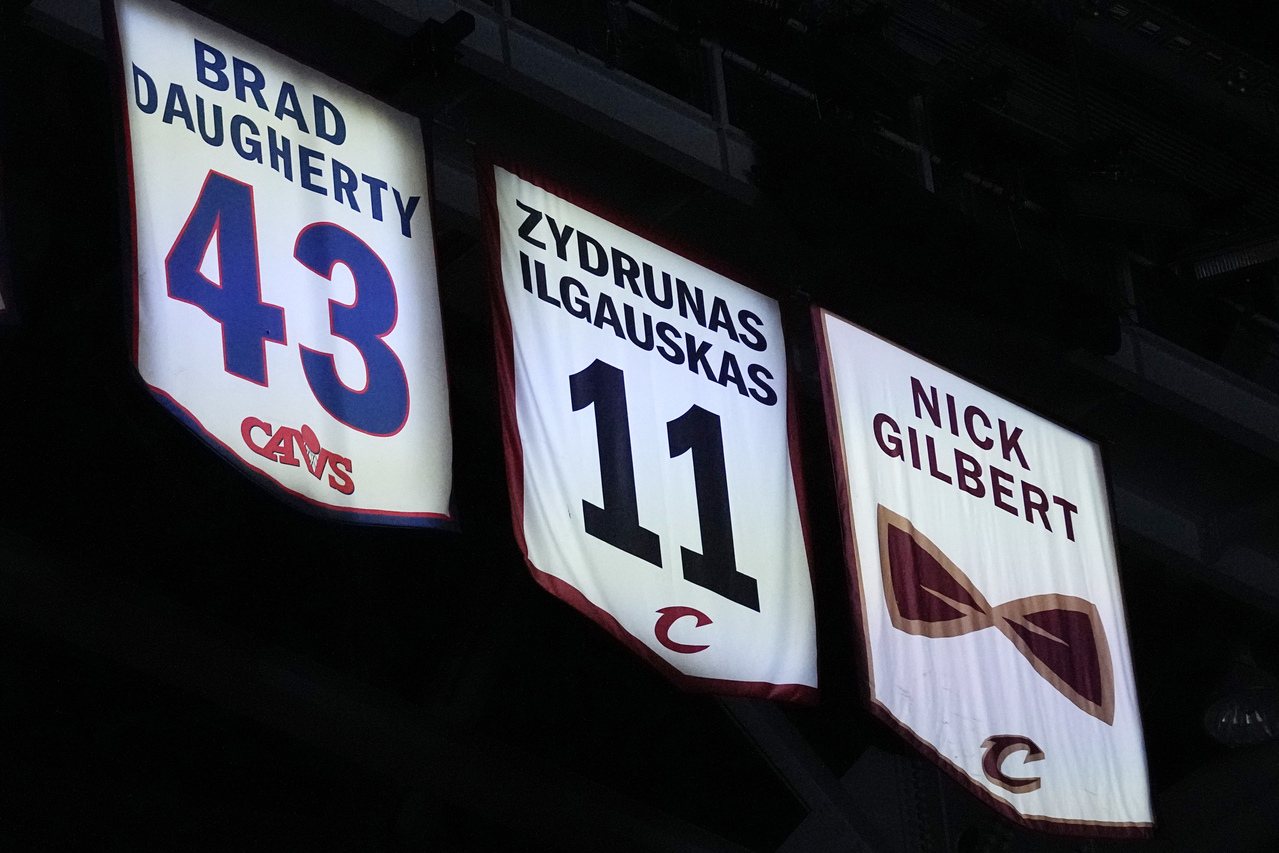 BRAD
DAUGHERTY
43
CAVS
ZYDRUNAS
ILGAUSKAS
11
C
NICK
GILBERT
C